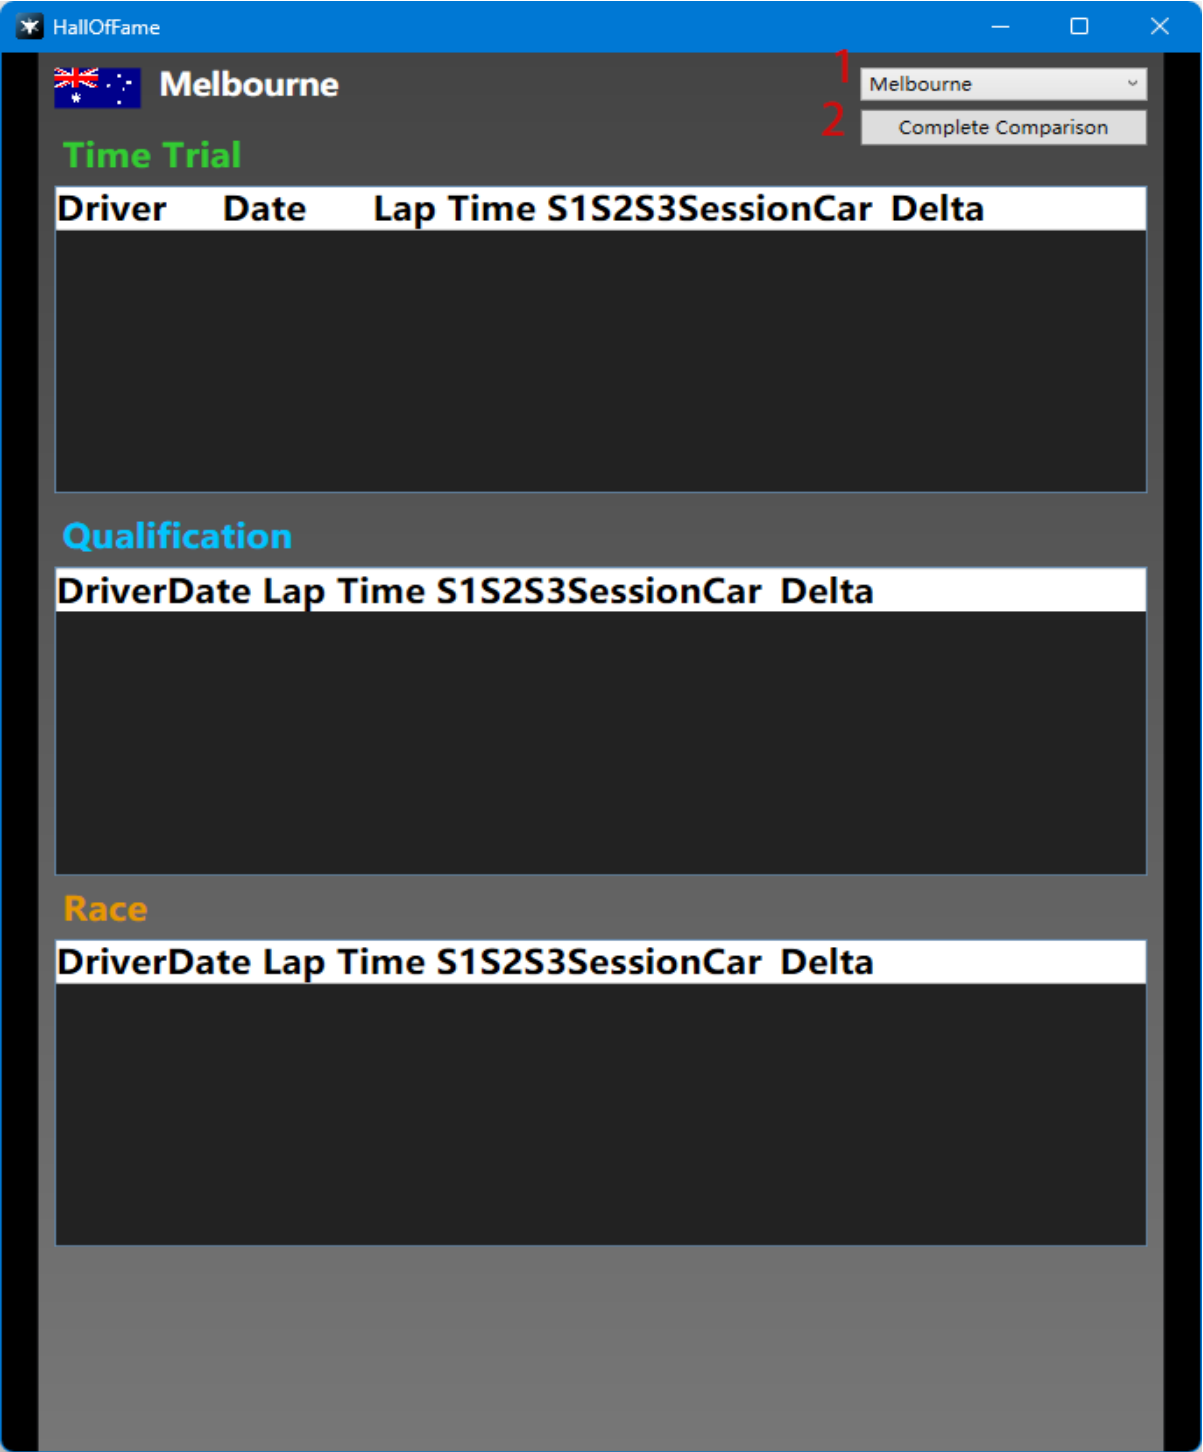 HallOfFame
Melbourne
1
Melbourne
2
Complete Comparison
Time Trial
Driver Date Lap Time S1S2S3SessionCar Delta
Qualification
DriverDate Lap Time S1S2S3SessionCar Delta
Race
DriverDate Lap Time S1S2S3SessionCar Delta